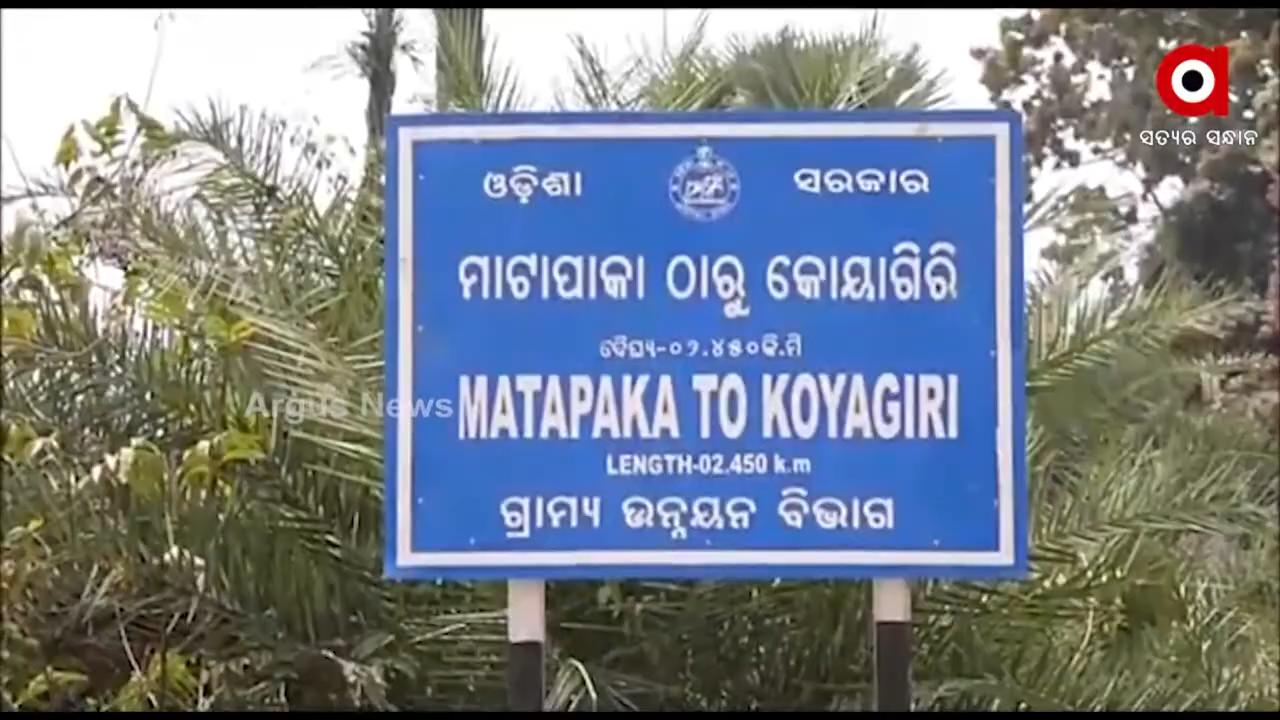 ସତ୍ୟର ସନ୍ଧାନ
ଓଡ଼ିଶା ସରକାର
ମାଟାପାକା ଠାରୁ କୋୟାଗିରି
ଦୈଘ୍ୟ-୦୨.୪୫୦କି.ମି
MATAPAKA TO KOYAGIRI
Argus News
LENGTH-02.450 k.m
ଗ୍ରାମ୍ୟ ଉନ୍ନୟନ ବିଭାଗ